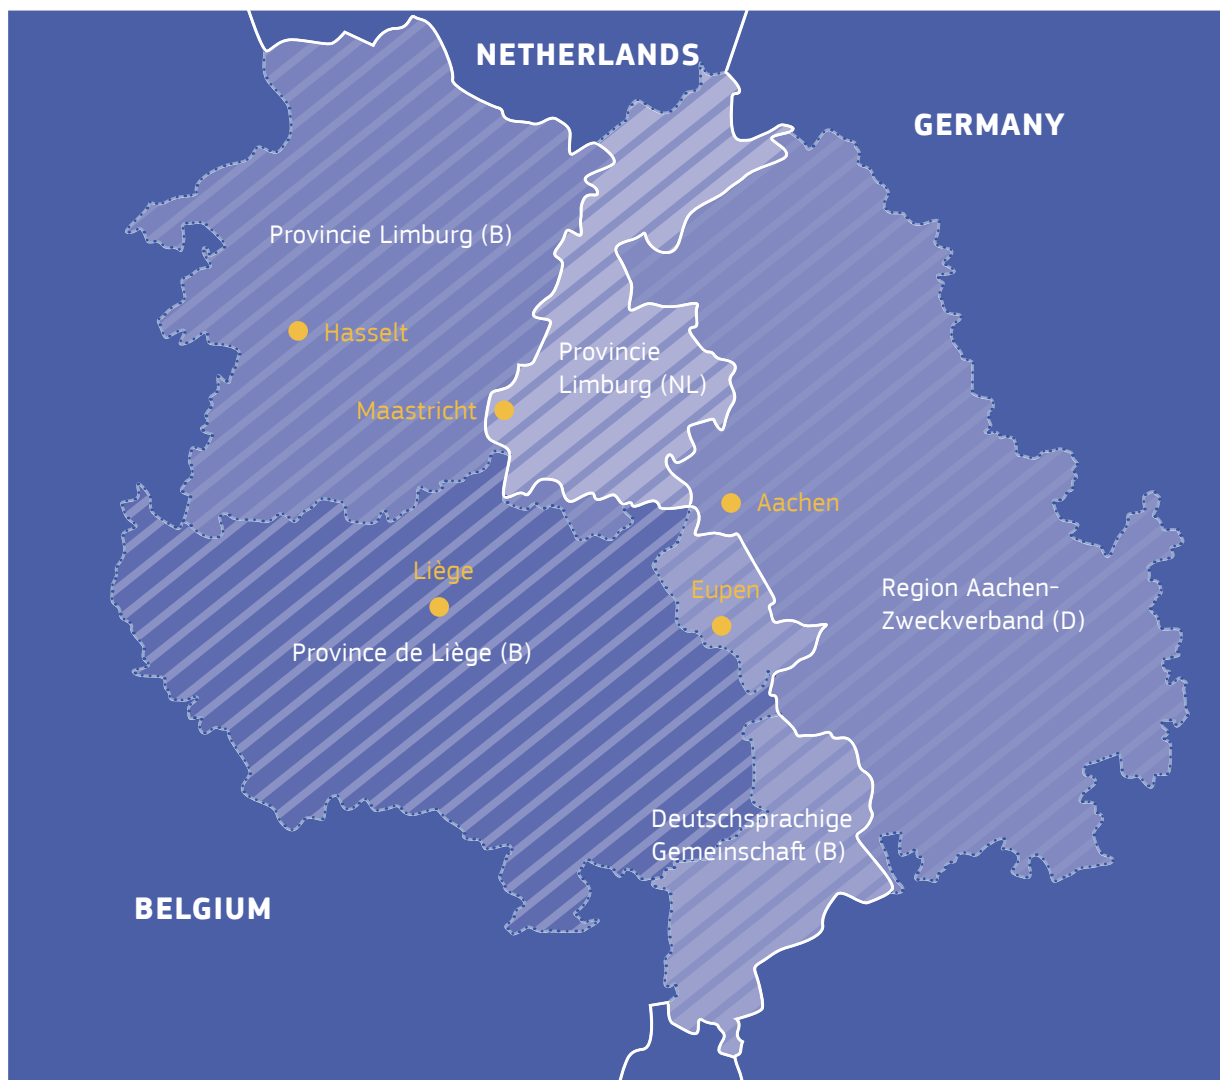 NETHERLANDS
GERMANY
Provincie Limburg (B)
Hasselt
Provincie
Limburg (NL)
Maastricht
Aachen
Liège
Eupen
Region Aachen-
Zweckverband (D)
Province de Liège (B)
Deutschsprachige
Gemeinschaft (B)
BELGIUM